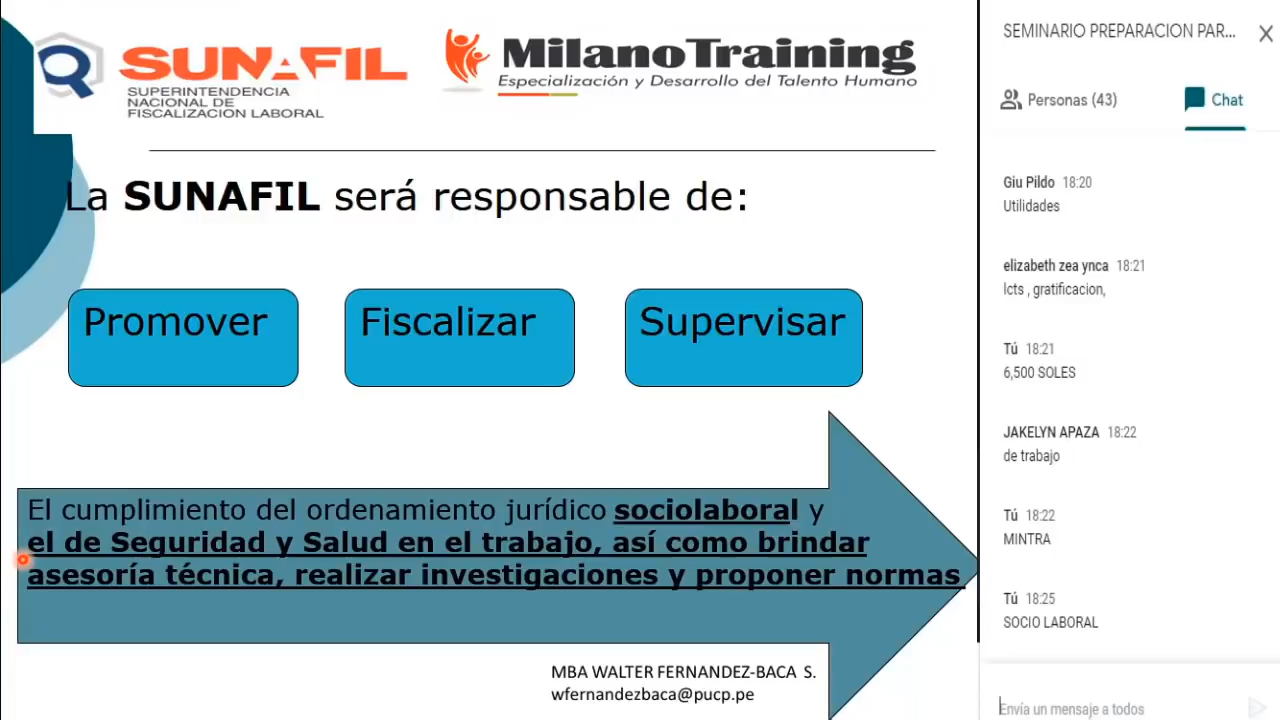 SUNAFIL
SUPERINTENDENCIA
NACIONAL DE
FISCALIZACIÓN LABORAL
MilanoTraining
Especialización y Desarrollo del Talento Humano
La SUNAFIL será responsable de:
Promover
Fiscalizar
Supervisar
El cumplimiento del ordenamiento jurídico sociolaboral y
el de Seguridad y Salud en el trabajo, así como brindar
asesoría técnica, realizar investigaciones y proponer normas
MBA WALTER FERNANDEZ-BACA S.
wfernandezbaca@pucp.pe
SEMINARIO PREPARACION PAR...
Personas (43)
Chat
Giu Pildo 18:20
Utilidades
elizabeth zea ynca 18:21
lcts , gratificacion,
Tú 18:21
6,500 SOLES
JAKELYN APAZA 18:22
de trabajo
Tú 18:22
MINTRA
Tú 18:25
SOCIO LABORAL
Envía un mensaje a todos